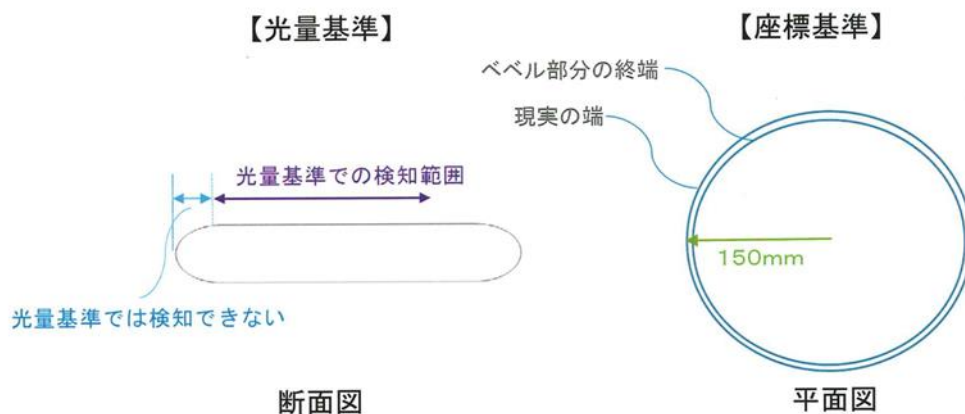 【光量基準】
光量基準での検知範囲
光量基準では検知できない
断面図
【座標基準】
ベベル部分の終端
現実の端
150mm
平面図